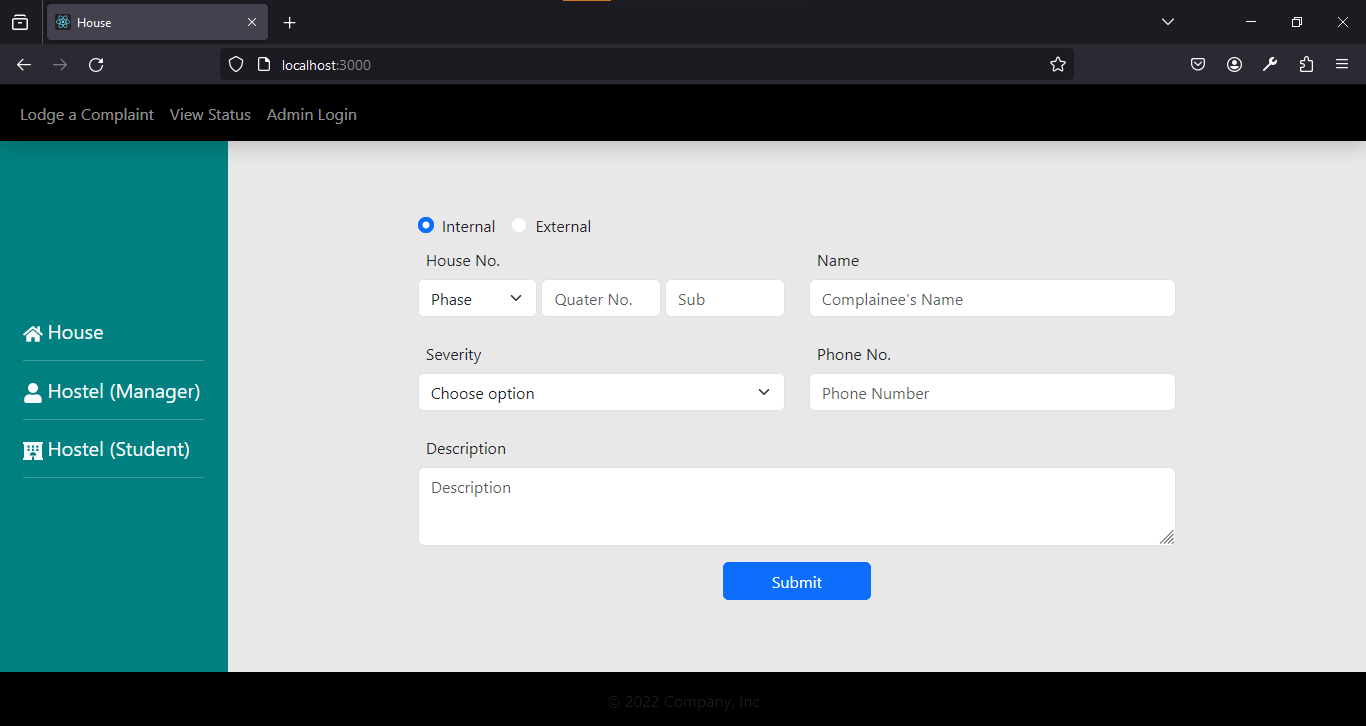 House
localhost:3000
Lodge a Complaint View Status Admin Login
House
Hostel (Manager)
Hostel (Student)
Internal External
House No. Name
Phase Quater No. Sub Complainee's Name
Severity Phone No.
Choose option Phone Number
Description
Description
Submit
© 2022 Company, Inc